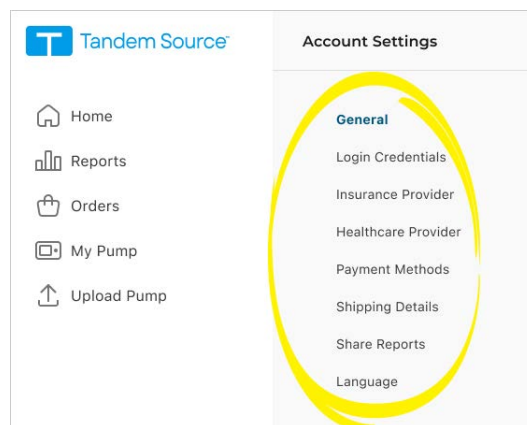 Tandem Source™
Account Settings
Home
Reports
Orders
My Pump
Upload Pump
General
Login Credentials
Insurance Provider
Healthcare Provider
Payment Methods
Shipping Details
Share Reports
Language